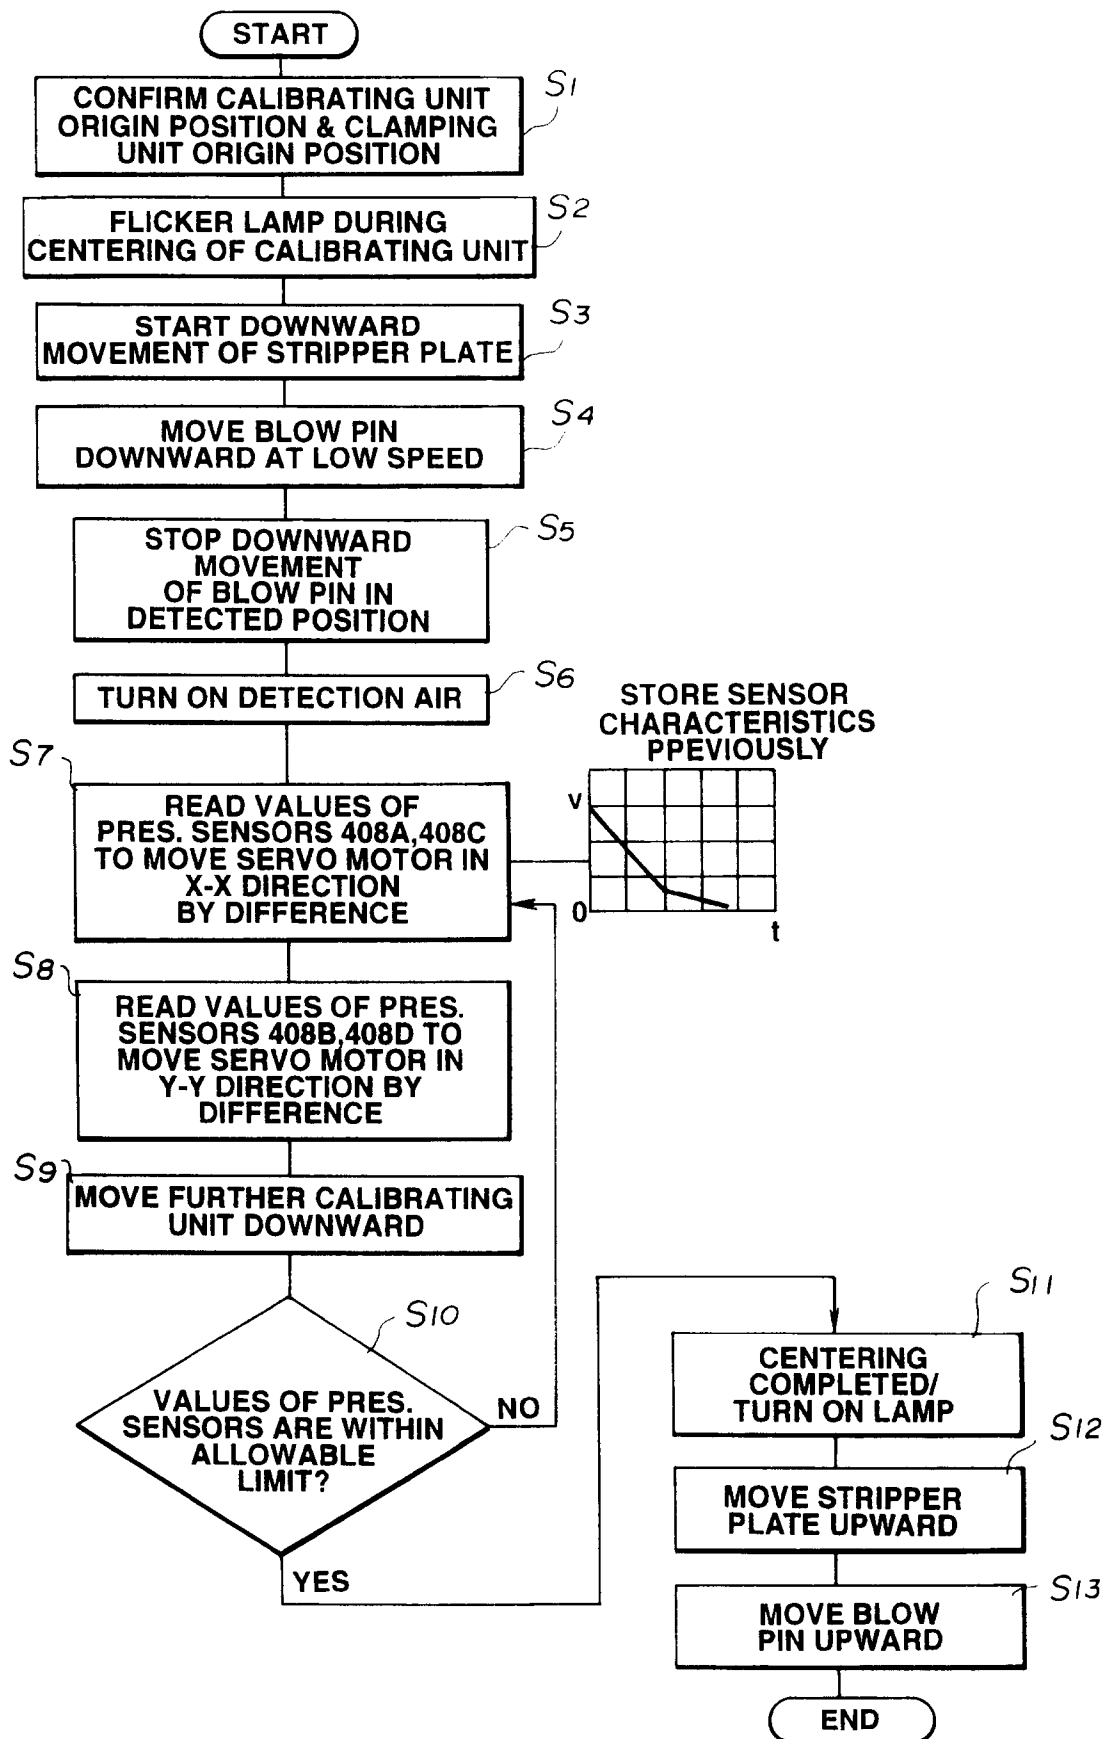 START
S1
CONFIRM CALIBRATING UNIT
ORIGIN POSITION & CLAMPING
UNIT ORIGIN POSITION
S2
FLICKER LAMP DURING
CENTERING OF CALIBRATING UNIT
S3
START DOWNWARD
MOVEMENT OF STRIPPER PLATE
S4
MOVE BLOW PIN
DOWNWARD AT LOW SPEED
S5
STOP DOWNWARD
MOVEMENT
OF BLOW PIN IN
DETECTED POSITION
S6
TURN ON DETECTION AIR
STORE SENSOR
CHARACTERISTICS
PPEVIOUSLY
v
0
t
S7
READ VALUES OF
PRES. SENSORS 408A,408C
TO MOVE SERVO MOTOR IN
X-X DIRECTION
BY DIFFERENCE
S8
READ VALUES OF PRES.
SENSORS 408B,408D TO
MOVE SERVO MOTOR IN
Y-Y DIRECTION BY
DIFFERENCE
S9
MOVE FURTHER CALIBRATING
UNIT DOWNWARD
S10
VALUES OF PRES.
SENSORS ARE WITHIN
ALLOWABLE
LIMIT?
NO
YES
S11
CENTERING
COMPLETED/
TURN ON LAMP
S12
MOVE STRIPPER
PLATE UPWARD
S13
MOVE BLOW
PIN UPWARD
END